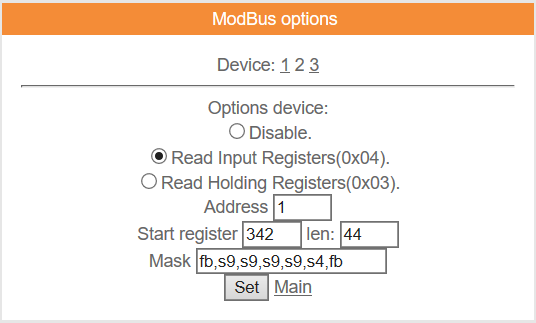 ModBus options
Device: 1 2 3
Options device:
Disable.
Read Input Registers(0x04).
Read Holding Registers(0x03).
Address 1
Start register 342 len: 44
Mask fb,s9,s9,s9,s9,s4,fb
Set Main